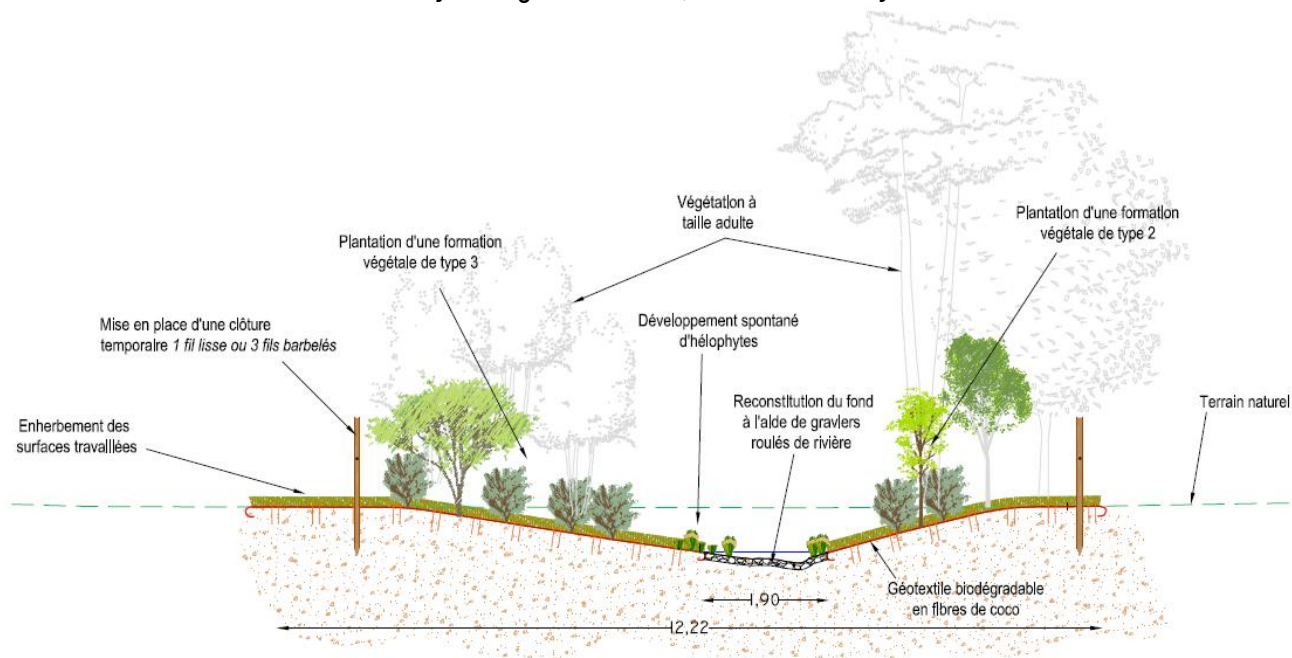 Végétation à
taille adulte
Plantation d'une formation
végétale de type 2
Plantation d'une formation
végétale de type 3
Mise en place d'une clôture
temporaire 1 fil lisse ou 3 fils barbelés
Développement spontané
d'hélophytes
Reconstitution du fond
à l'aide de graviers
roulés de rivière
Terrain naturel
Enherbement des
surfaces travaillées
Géotextile biodégradable
en fibres de coco
1,90
12,22